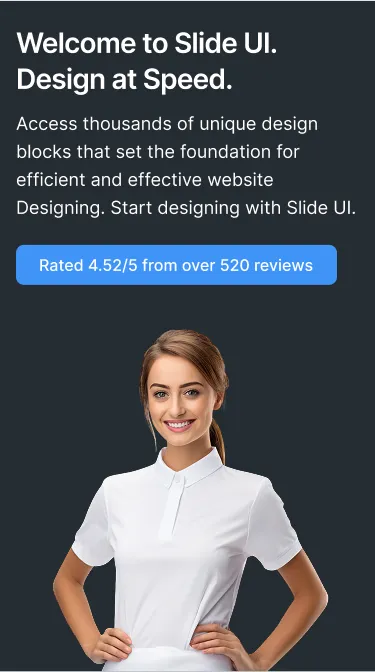 Welcome to Slide UI.
Design at Speed.
Access thousands of unique design
blocks that set the foundation for
efficient and effective website
Designing. Start designing with Slide UI.
Rated 4.52/5 from over 520 reviews